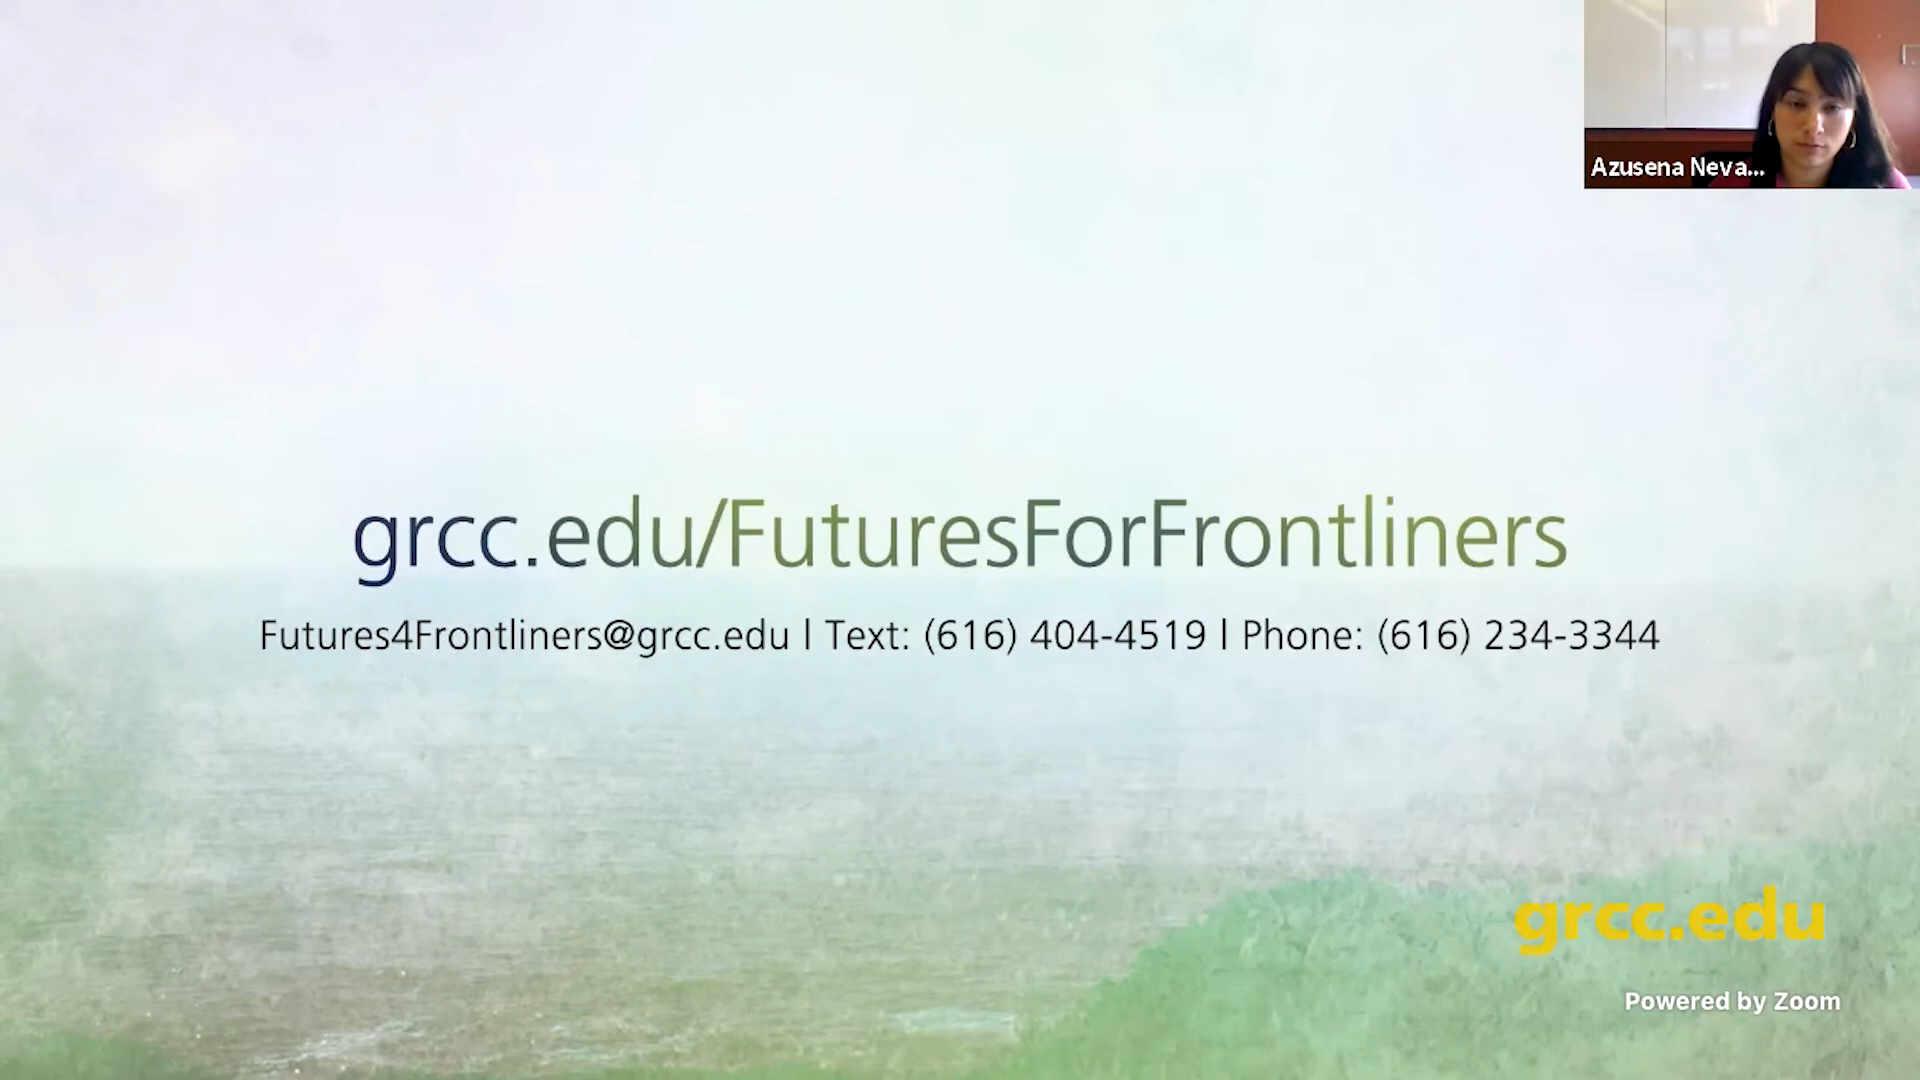 Azusena Neva...
grcc.edu/FuturesForFrontliners
Futures4Frontliners@grcc.edu | Text: (616) 404-4519 | Phone: (616) 234-3344
grcc.edu
Powered by Zoom